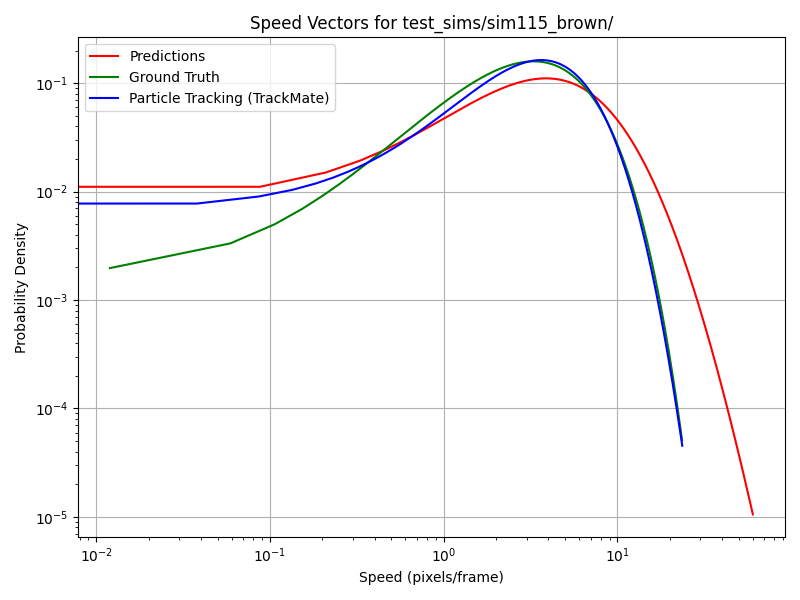 Speed Vectors for test_sims/sim115_brown/
Predictions
Ground Truth
Particle Tracking (TrackMate)
Probability Density
10⁻¹
10⁻²
10⁻³
10⁻⁴
10⁻⁵
10⁻² 10⁻¹ 10⁰ 10¹
Speed (pixels/frame)